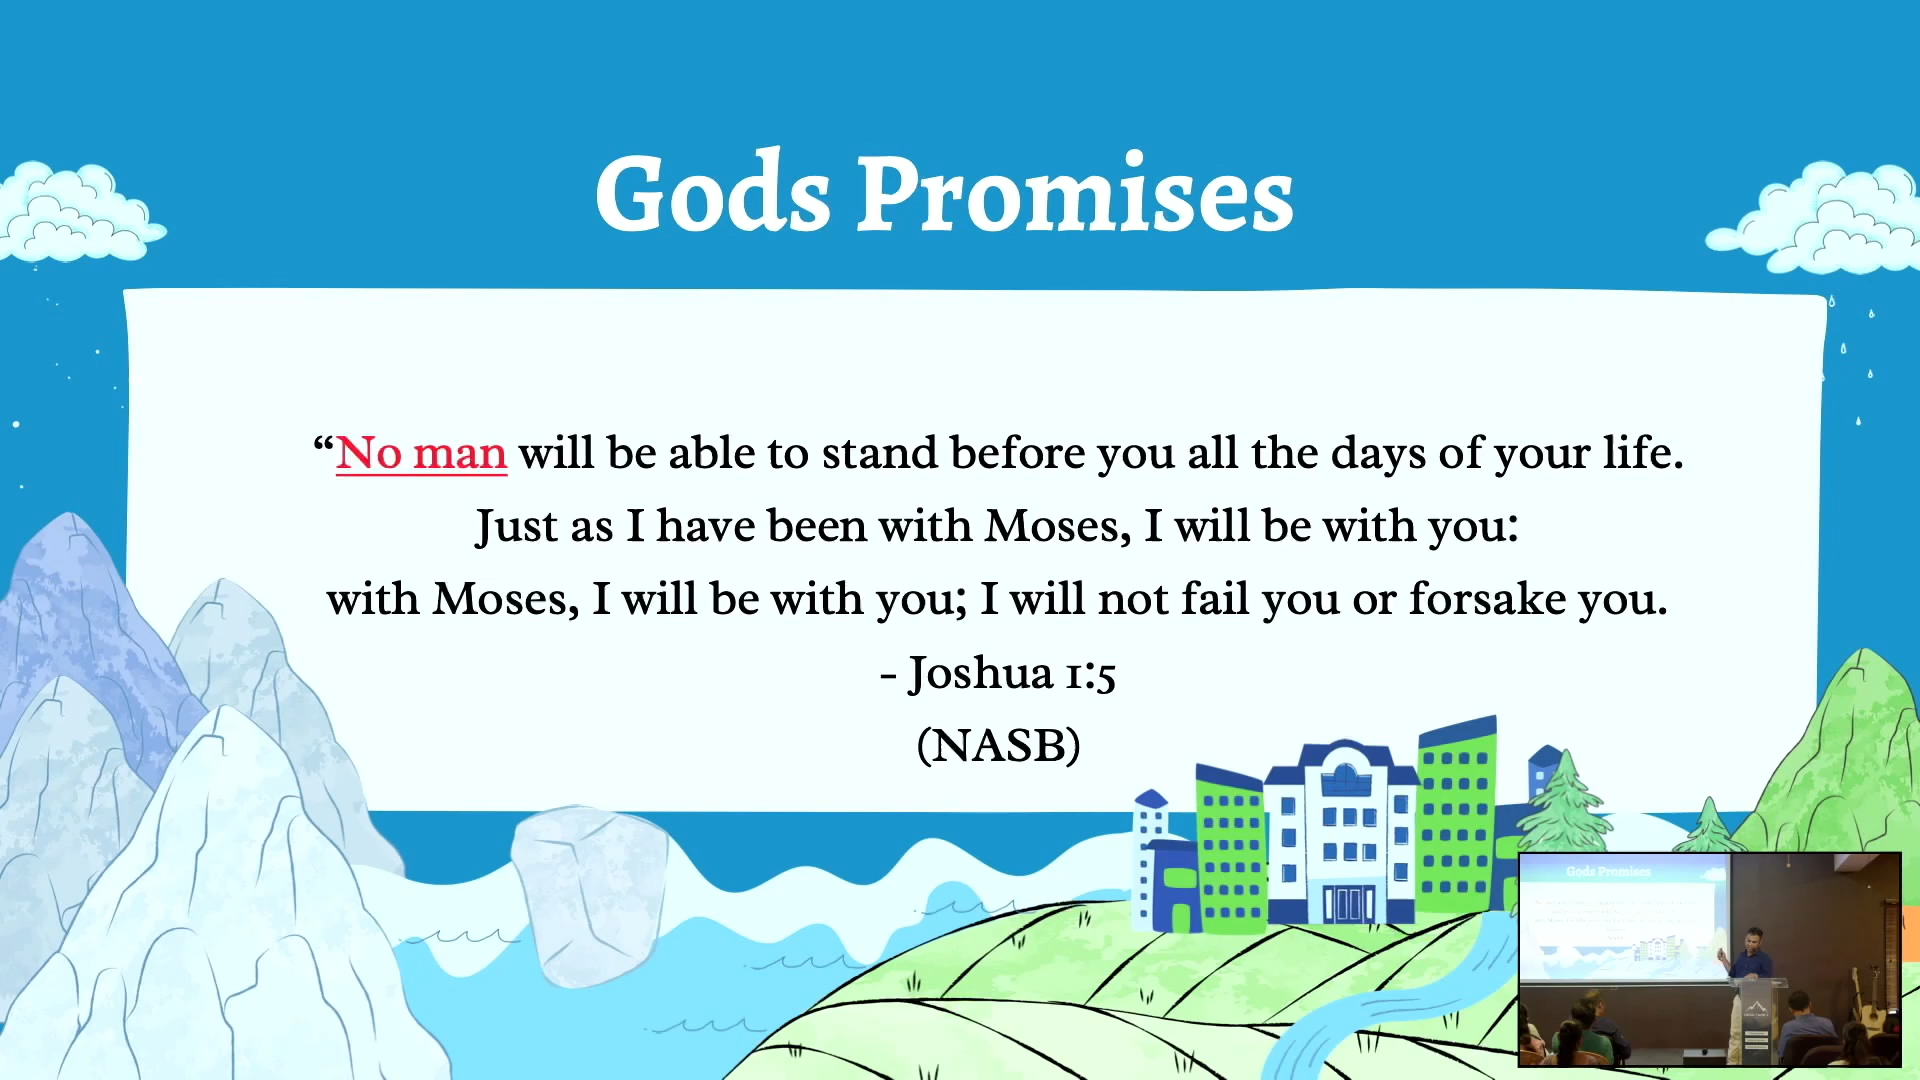 Gods Promises
“No man will be able to stand before you all the days of your life.
Just as I have been with Moses, I will be with you:
with Moses, I will be with you; I will not fail you or forsake you.
- Joshua 1:5
(NASB)
Gods Promises